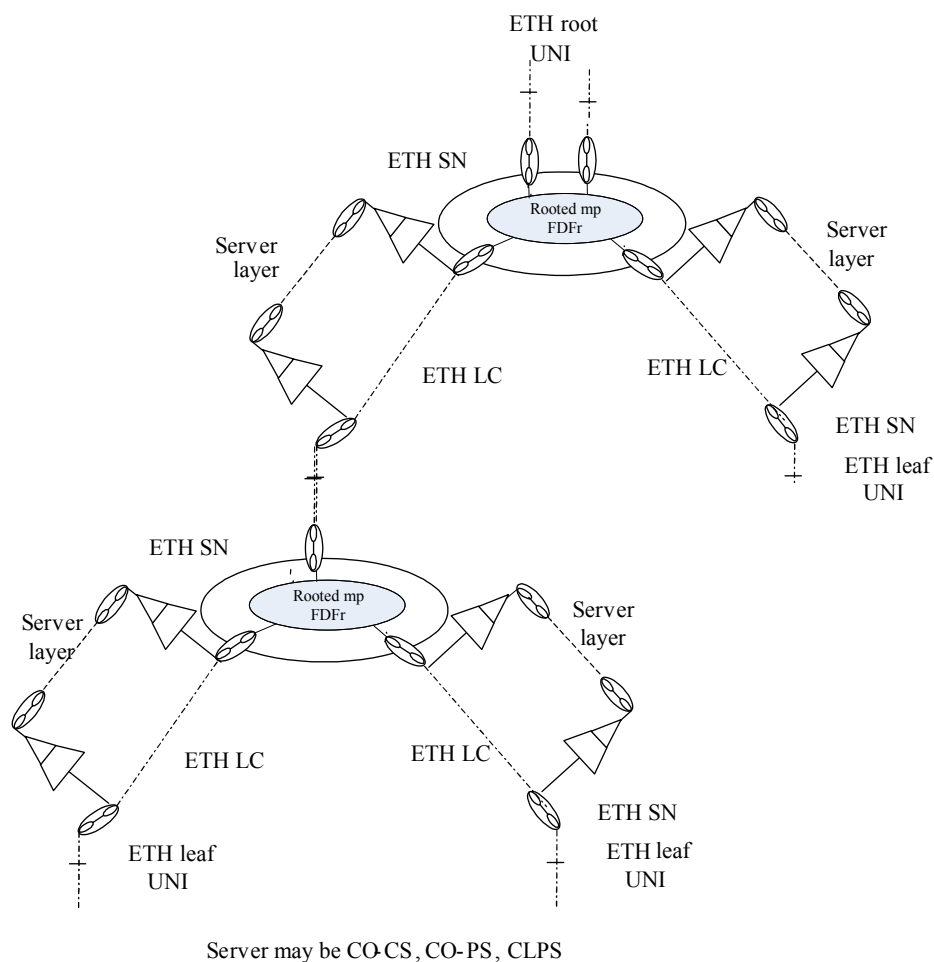 ETH root
UNI
ETH SN
Rooted mp
FDFr
Server
layer
Server
layer
ETH LC
ETH LC
ETH SN
ETH leaf
UNI
ETH SN
Rooted mp
FDFr
Server
layer
Server
layer
ETH LC
ETH LC
ETH SN
ETH leaf
UNI
ETH leaf
UNI
Server may be CO-CS, CO-PS, CLPS